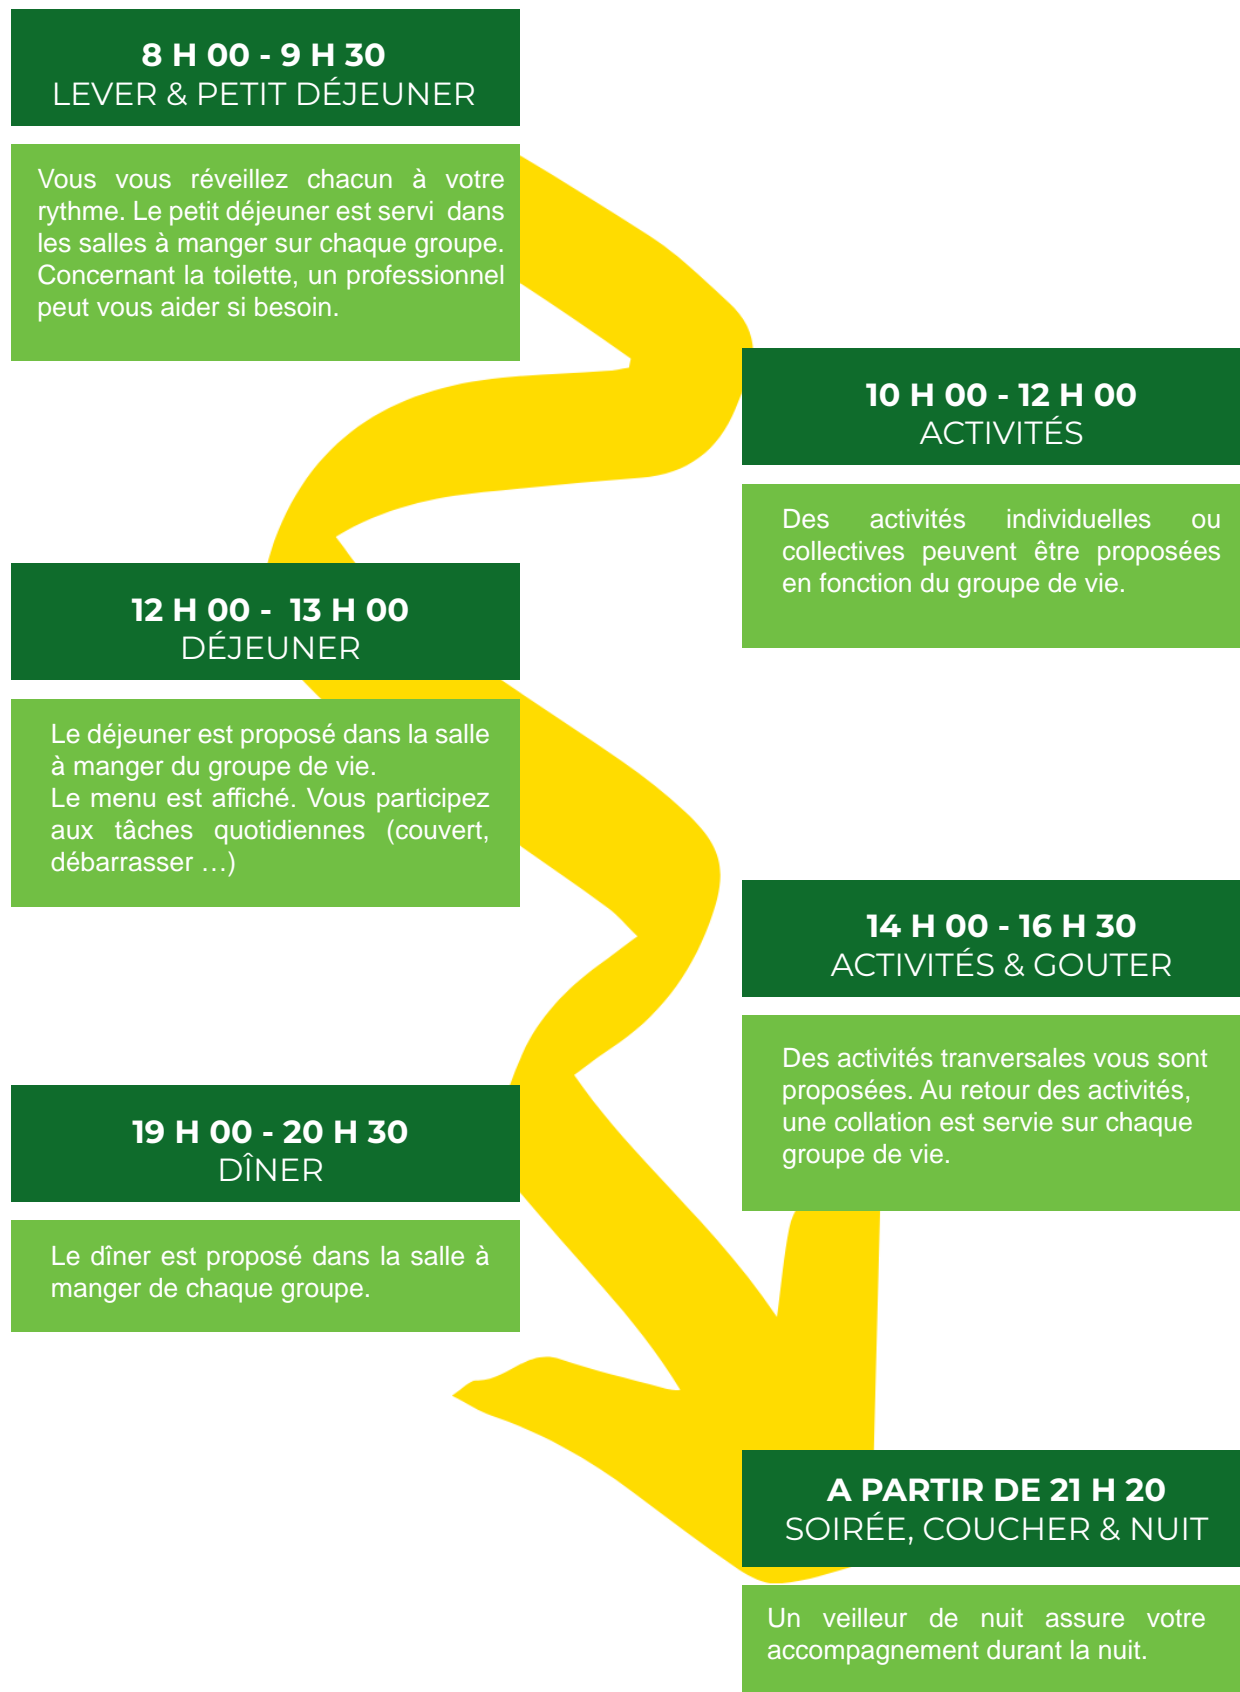 8 H 00 - 9 H 30
LEVER & PETIT DÉJEUNER
Vous vous réveillez chacun à votre
rythme. Le petit déjeuner est servi dans
les salles à manger sur chaque groupe.
Concernant la toilette, un professionnel
peut vous aider si besoin.
10 H 00 - 12 H 00
ACTIVITÉS
Des activités individuelles ou
collectives peuvent être proposées
en fonction du groupe de vie.
12 H 00 - 13 H 00
DÉJEUNER
Le déjeuner est proposé dans la salle
à manger du groupe de vie.
Le menu est affiché. Vous participez
aux tâches quotidiennes (couvert,
débarrasser …)
14 H 00 - 16 H 30
ACTIVITÉS & GOUTER
Des activités tranversales vous sont
proposées. Au retour des activités,
une collation est servie sur chaque
groupe de vie.
19 H 00 - 20 H 30
DÎNER
Le dîner est proposé dans la salle à
manger de chaque groupe.
A PARTIR DE 21 H 20
SOIRÉE, COUCHER & NUIT
Un veilleur de nuit assure votre
accompagnement durant la nuit.